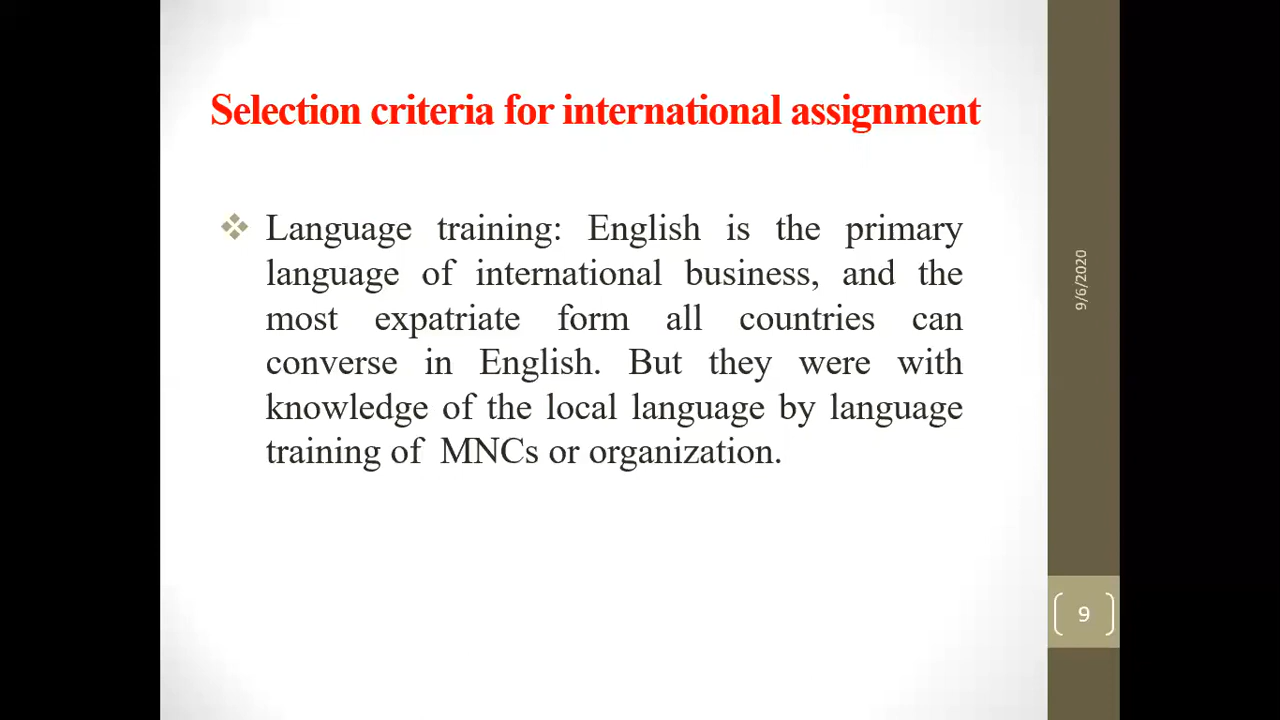 Selection criteria for international assignment
Language training: English is the primary
language of international business, and the
most expatriate form all countries can
converse in English. But they were with
knowledge of the local language by language
training of MNCs or organization.
9/6/2020
9